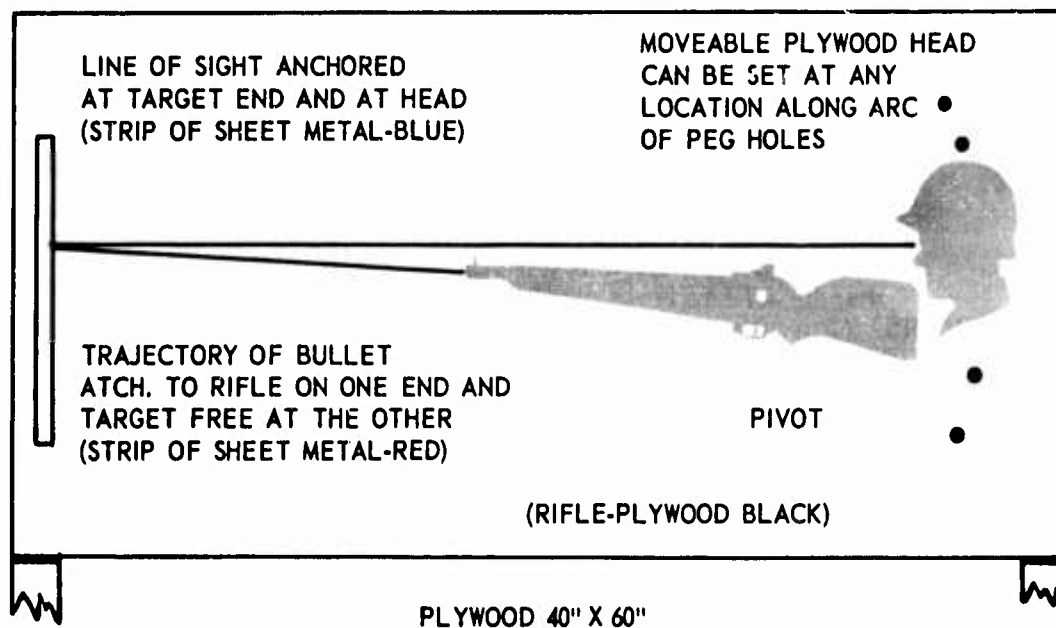 LINE OF SIGHT ANCHORED
AT TARGET END AND AT HEAD
(STRIP OF SHEET METAL-BLUE)
MOVEABLE PLYWOOD HEAD
CAN BE SET AT ANY
LOCATION ALONG ARC
OF PEG HOLES
TRAJECTORY OF BULLET
ATCH. TO RIFLE ON ONE END AND
TARGET FREE AT THE OTHER
(STRIP OF SHEET METAL-RED)
PIVOT
(RIFLE-PLYWOOD BLACK)
PLYWOOD 40" X 60"